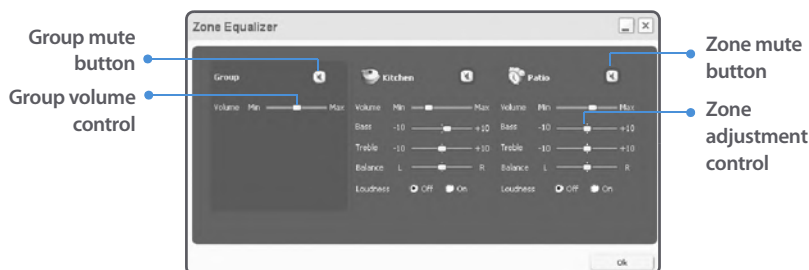 Group mute
button
Group volume
control
Zone Equalizer
Group
Volume Min Max
Kitchen
Volume Min Max
Bass -10 +10
Treble -10 +10
Balance L R
Loudness Off On
Patio
Volume Min Max
Bass -10 +10
Treble -10 +10
Balance L R
Loudness Off On
ok
Zone mute
button
Zone
adjustment
control